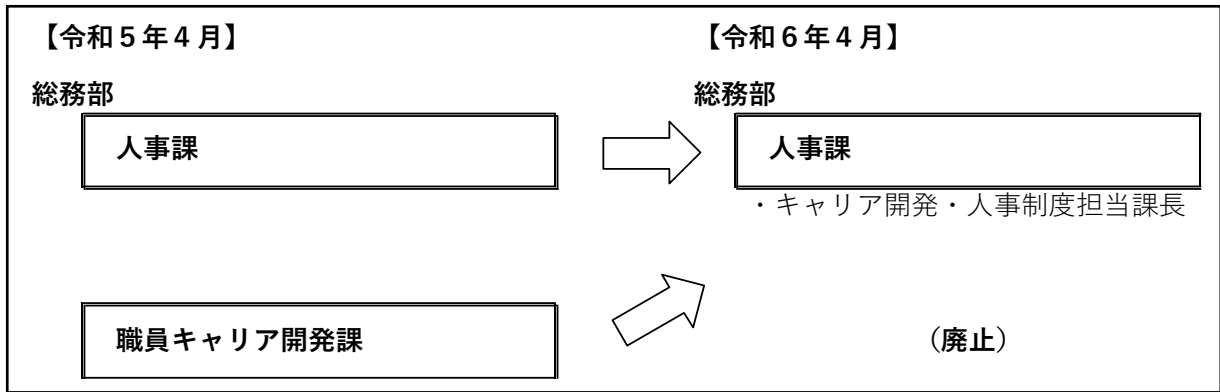 【令和５年４月】
総務部
人事課
職員キャリア開発課
【令和６年４月】
総務部
人事課
・キャリア開発・人事制度担当課長
（廃止）